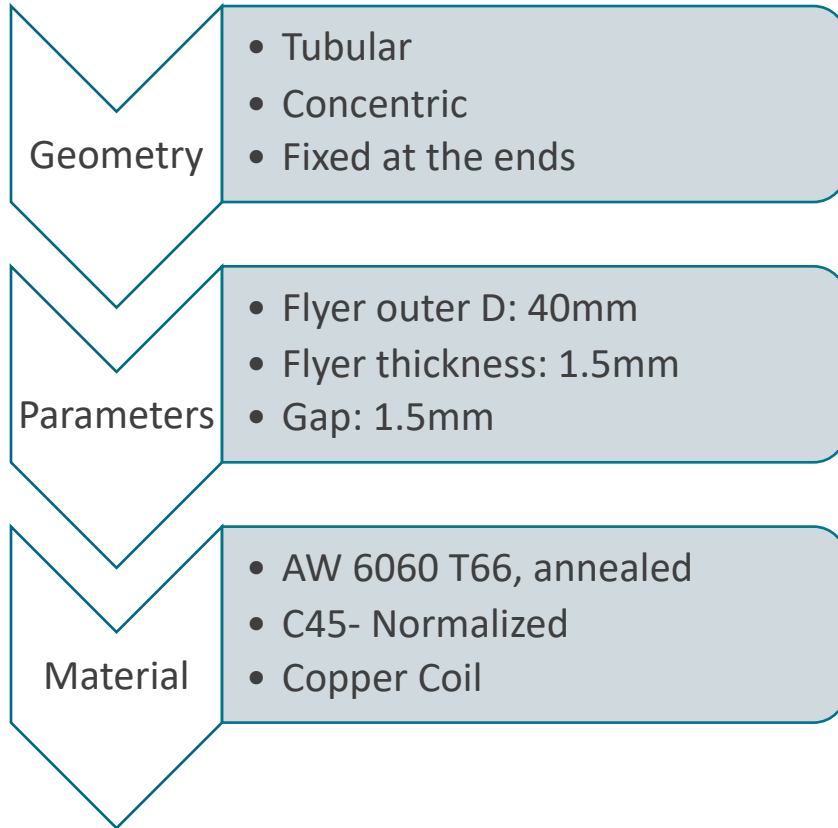 Geometry
• Tubular
• Concentric
• Fixed at the ends
Parameters
• Flyer outer D: 40mm
• Flyer thickness: 1.5mm
• Gap: 1.5mm
Material
• AW 6060 T66, annealed
• C45- Normalized
• Copper Coil